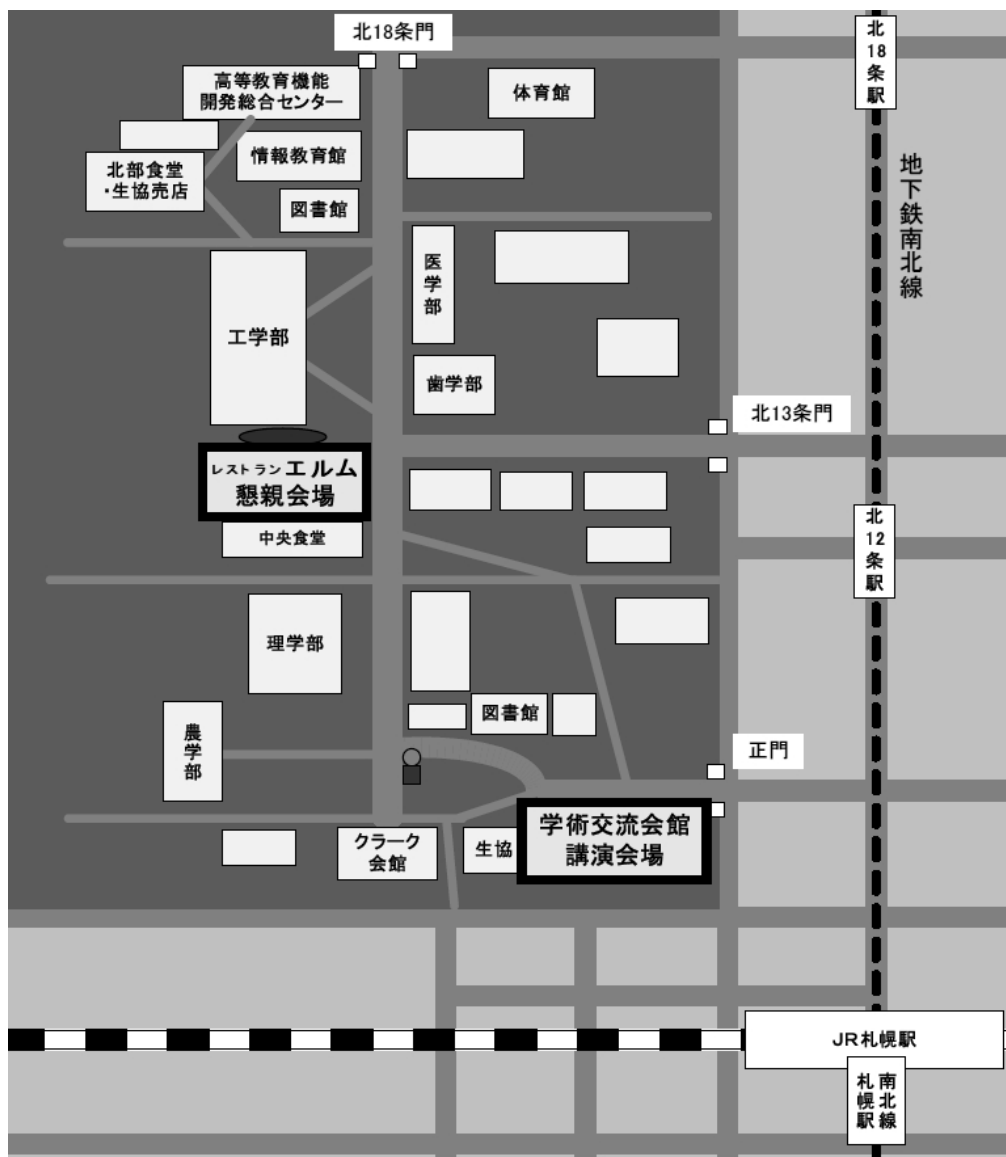 北18条門
北
18
条
駅
高等教育機能
開発総合センター
体育館
情報教育館
北部食堂
・生協売店
図書館
地
下
鉄
南
北
線
医
学
部
工学部
歯学部
北13条門
レストラン エルム
懇親会場
中央食堂
北
12
条
駅
理学部
図書館
農
学
部
正門
学術交流会館
講演会場
クラーク
会館
生協
JR札幌駅
南北線
札幌駅